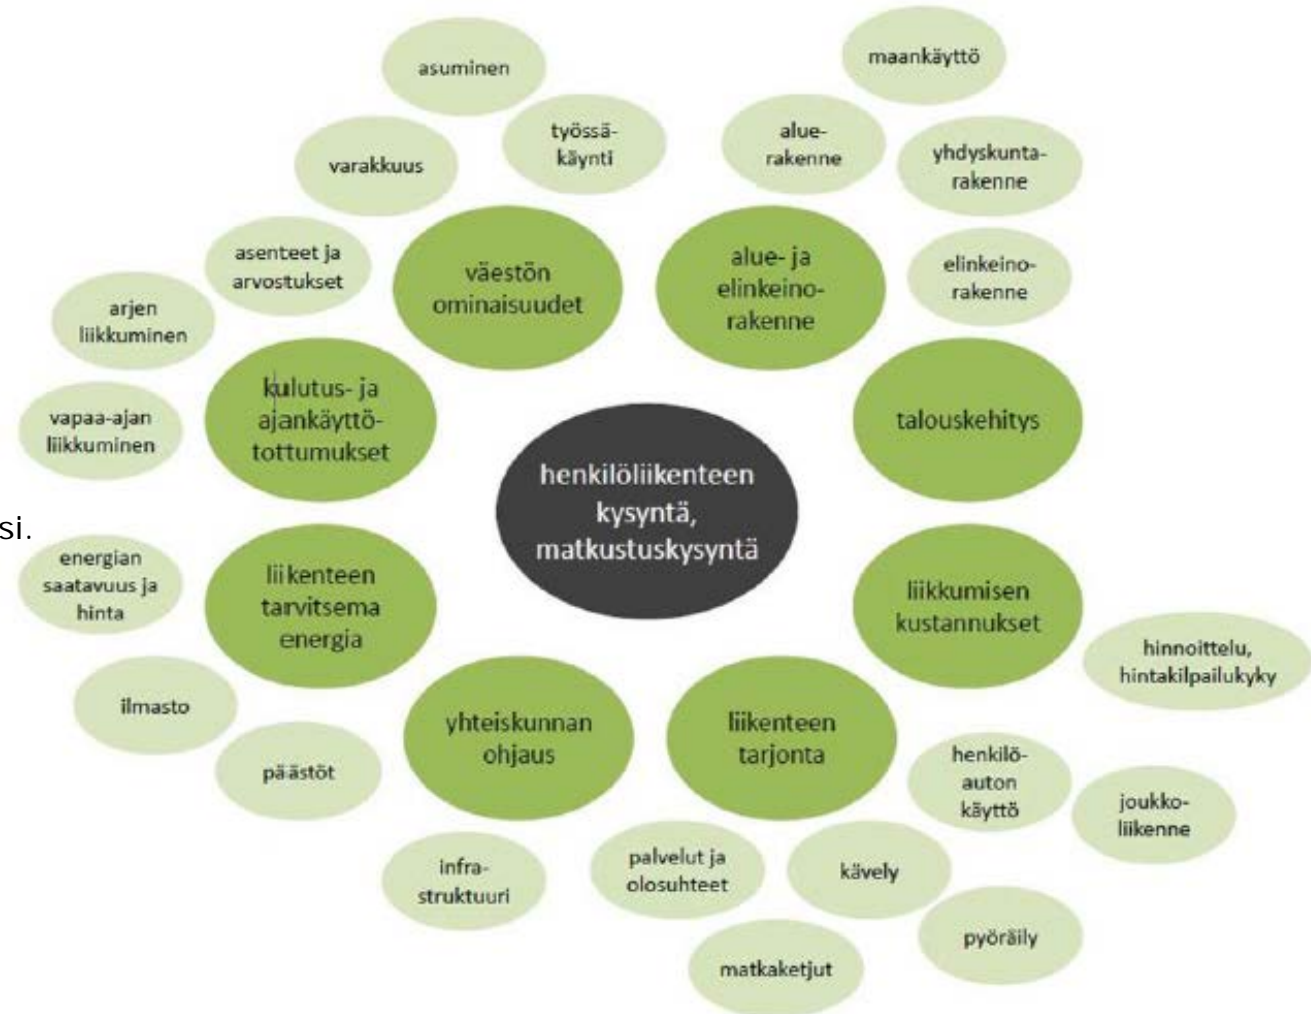 asuminen
maankäyttö
työssä-
käynti
alue-
rakenne
varakkuus
yhdyskunta-
rakenne
asenteet ja
arvostukset
väestön
ominaisuudet
alue- ja
elinkeino-
rakenne
elinkeino-
rakenne
arjen
liikkuminen
kulutus- ja
ajankäyttö-
tottumukset
vapaa-ajan
liikkuminen
talouskehitys
henkilöliikenteen
kysyntä,
matkustuskysyntä
si.
energian
saatavuus ja
hinta
liikenteen
tarvitsema
energia
liikkumisen
kustannukset
hinnoittelu,
hintakilpailukyky
ilmasto
yhteiskunnan
ohjaus
liikenteen
tarjonta
päästöt
henkilö-
auton
käyttö
joukko-
liikenne
infra-
struktuuri
palvelut ja
olosuhteet
kävely
pyöräily
matkaketjut